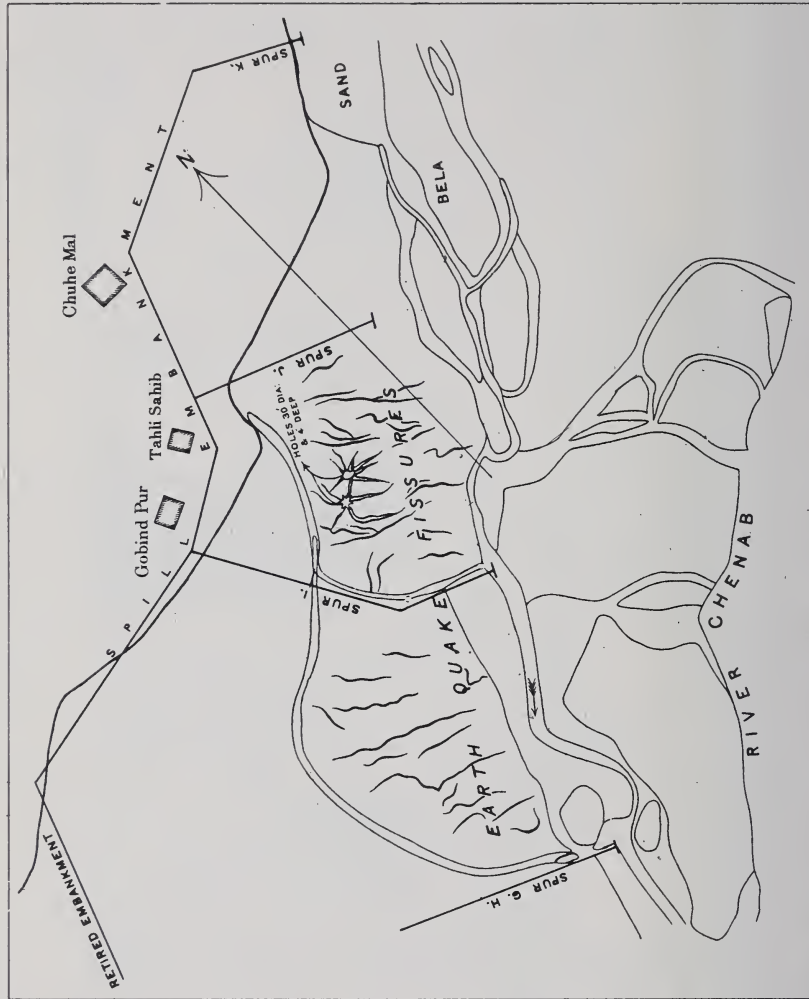 Chuhe Mal
Tahli Sahib
Gobind Pur
SPILL EMBANKMENT
RETIRED EMBANKMENT
N.
SPUR K.
SPUR J.
SPUR I.
SPUR G. H.
SAND
BELA
HOLES 30' DIA:
& 4' DEEP
EARTH QUAKE FISSURES
RIVER CHENAB